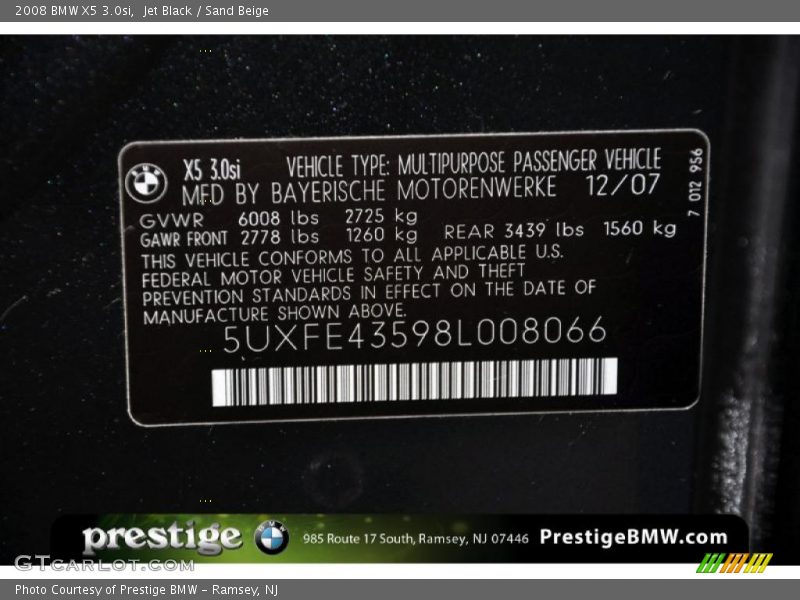 2008 BMW X5 3.0si,  Jet Black / Sand Beige
X5 3.0si VEHICLE TYPE: MULTIPURPOSE PASSENGER VEHICLE
MFD BY BAYERISCHE MOTORENWERKE 12/07
7 012 956
GVWR 6008 lbs 2725 kg
GAWR FRONT 2778 lbs 1260 kg REAR 3439 lbs 1560 kg
THIS VEHICLE CONFORMS TO ALL APPLICABLE U.S.
FEDERAL MOTOR VEHICLE SAFETY AND THEFT
PREVENTION STANDARDS IN EFFECT ON THE DATE OF
MANUFACTURE SHOWN ABOVE.
5UXFE43598L008066
prestige BMW 985 Route 17 South, Ramsey, NJ 07446 PrestigeBMW.com
GTcarlot.com
Photo Courtesy of Prestige BMW – Ramsey, NJ